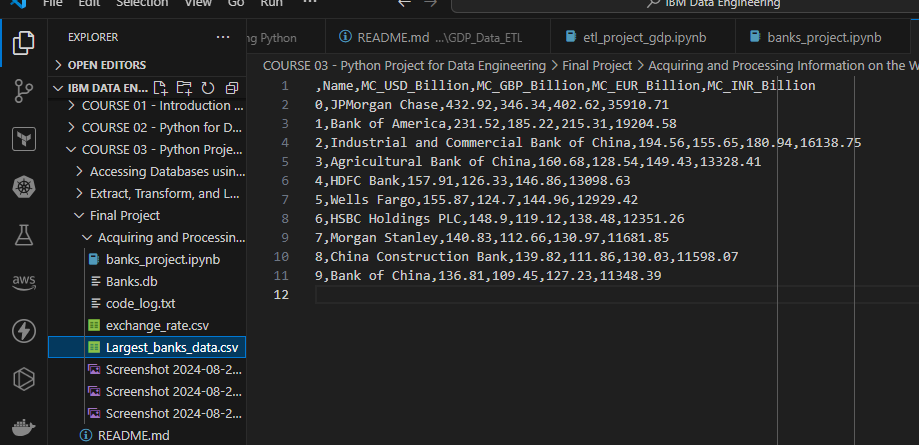 File Edit Selection View Go Run ···
IBM Data Engineering
EXPLORER ···
OPEN EDITORS
IBM DATA EN...
COURSE 01 - Introduction ...
COURSE 02 - Python for D...
COURSE 03 - Python Proje...
Accessing Databases usin...
Extract, Transform, and L...
Final Project
Acquiring and Processin...
banks_project.ipynb
Banks.db
code_log.txt
exchange_rate.csv
Largest_banks_data.csv
Screenshot 2024-08-2...
Screenshot 2024-08-2...
Screenshot 2024-08-2...
README.md
aws
ng Python
README.md ...\GDP_Data_ETL
etl_project_gdp.ipynb
banks_project.ipynb
COURSE 03 - Python Project for Data Engineering > Final Project > Acquiring and Processing Information on the W
1 ,Name,MC_USD_Billion,MC_GBP_Billion,MC_EUR_Billion,MC_INR_Billion
2 0,JPMorgan Chase,432.92,346.34,402.62,35910.71
3 1,Bank of America,231.52,185.22,215.31,19204.58
4 2,Industrial and Commercial Bank of China,194.56,155.65,180.94,16138.75
5 3,Agricultural Bank of China,160.68,128.54,149.43,13328.41
6 4,HDFC Bank,157.91,126.33,146.86,13098.63
7 5,Wells Fargo,155.87,124.7,144.96,12929.42
8 6,HSBC Holdings PLC,148.9,119.12,138.48,12351.26
9 7,Morgan Stanley,140.83,112.66,130.97,11681.85
10 8,China Construction Bank,139.82,111.86,130.03,11598.07
11 9,Bank of China,136.81,109.45,127.23,11348.39
12